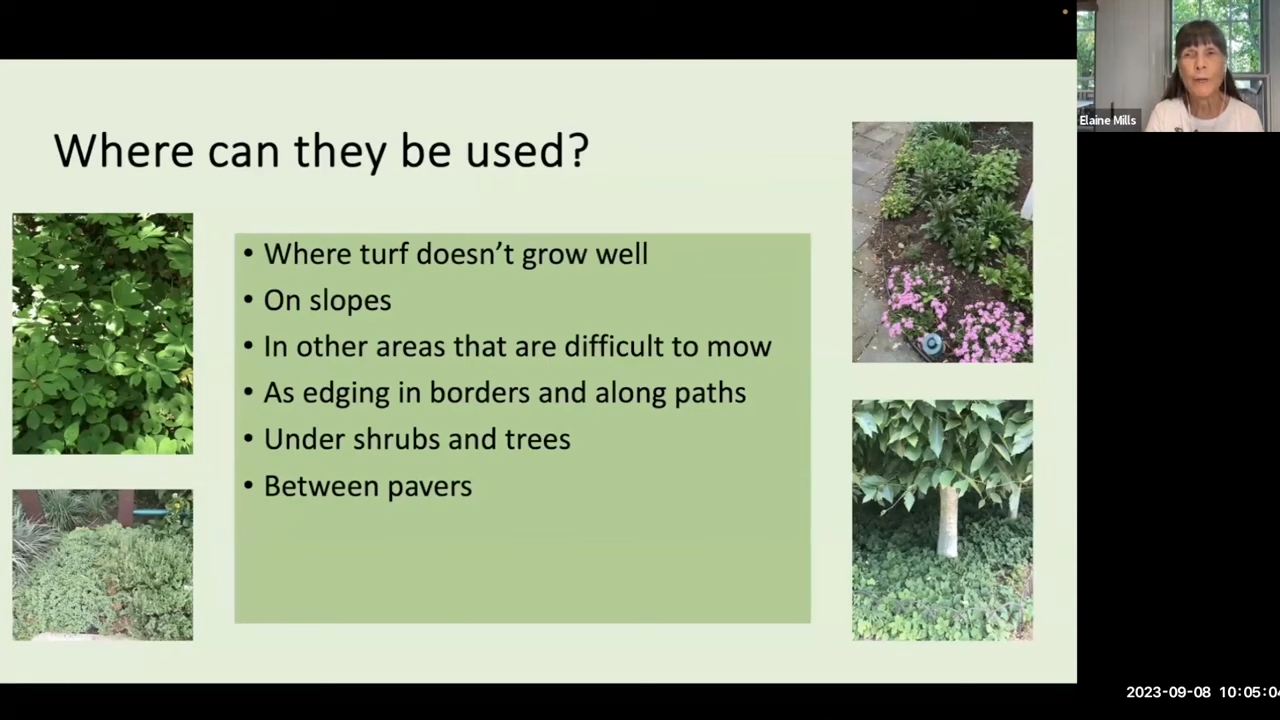 Where can they be used?
• Where turf doesn’t grow well
• On slopes
• In other areas that are difficult to mow
• As edging in borders and along paths
• Under shrubs and trees
• Between pavers
Elaine Mills
2023-09-08 10:05:04